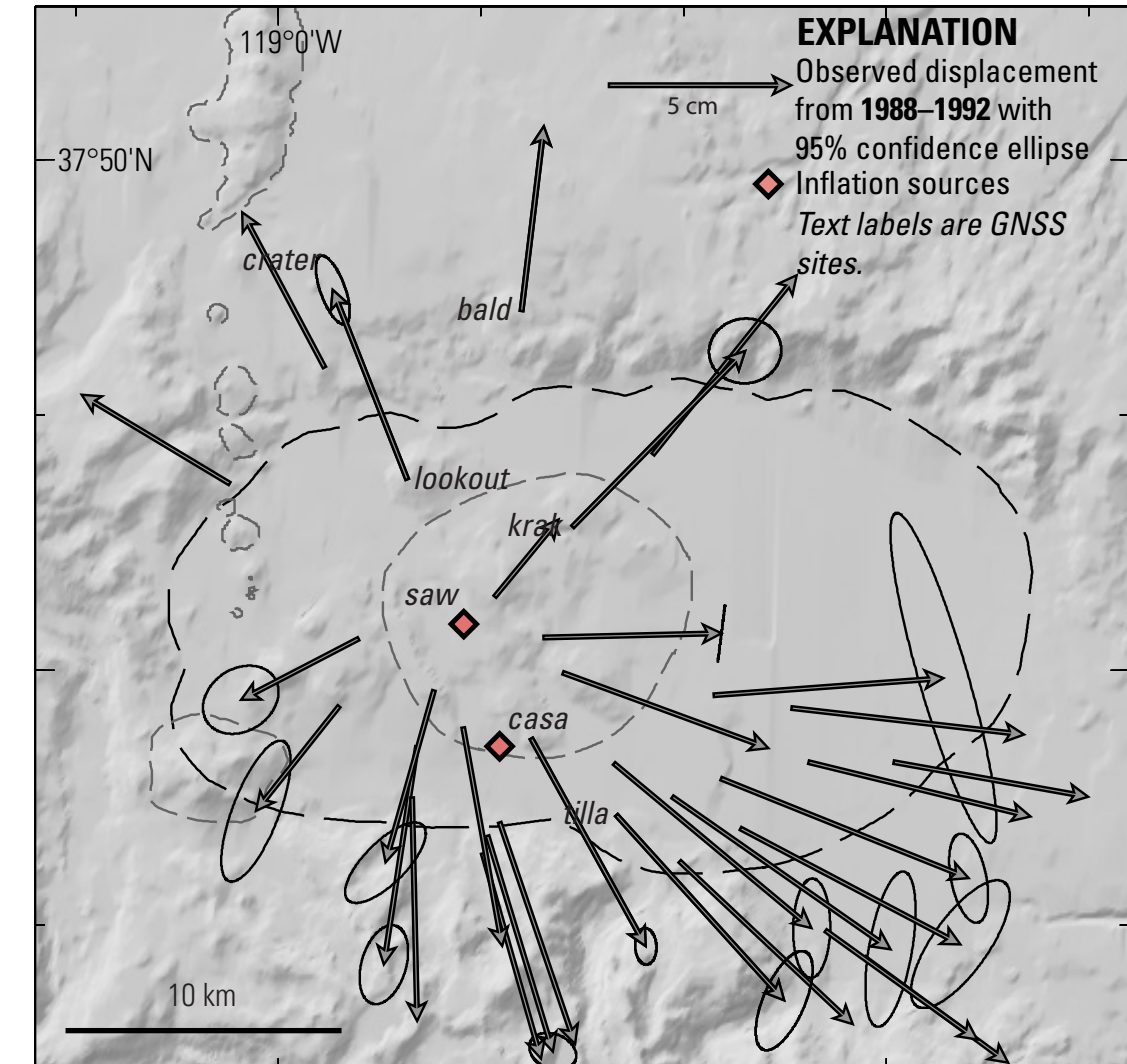 119°0'W
EXPLANATION
Observed displacement
5 cm
from 1988–1992 with
95% confidence ellipse
37°50'N
Inflation sources
Text labels are GNSS
sites.
crater
bald
lookout
krak
saw
casa
tilla
10 km